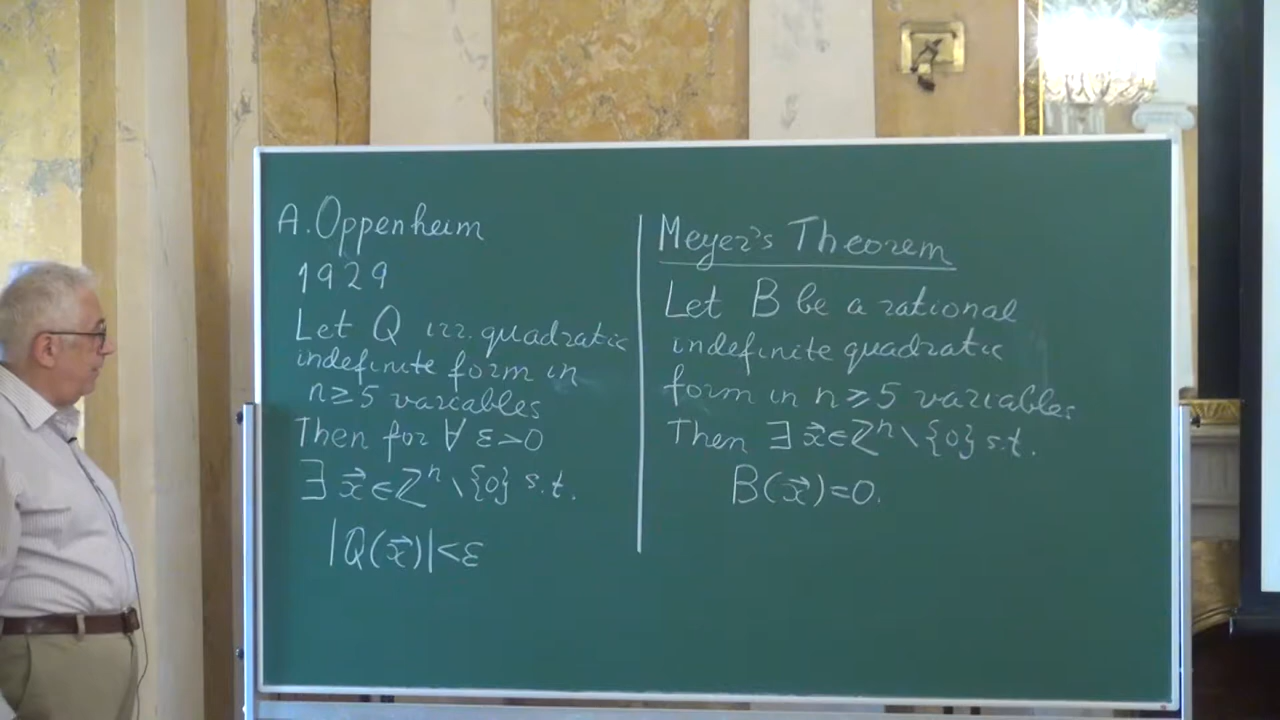 A. Oppenheim
1929
Let Q irr. quadratic
indefinite form in
n≥5 variables
Then for ∀ ε>0
∃ x⃗∈ℤⁿ\{0} s.t.
|Q(x⃗)|<ε
Meyer's Theorem
Let B be a rational
indefinite quadratic
form in n≥5 variables.
Then ∃ x⃗∈ℤⁿ\{0} s.t.
B(x⃗)=0.